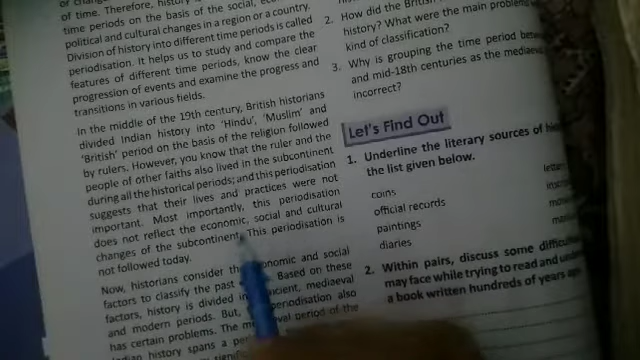 of time. Therefore, history
time periods on the basis of the social,
political and cultural changes in a region or a country.
Division of history into different time periods is called
periodisation. It helps us to study and compare the
features of different time periods, know the clear
progression of events and examine the progress and
transitions in various fields.
In the middle of the 19th century, British historians
divided Indian history into 'Hindu', 'Muslim' and
'British' period on the basis of the religion followed
by rulers. However, you know that the ruler and the
people of other faiths also lived in the subcontinent
during all the historical periods; and this periodisation
suggests that their lives and practices were not
important. Most importantly, this periodisation
does not reflect the economic, social and cultural
changes of the subcontinent. This periodisation is
not followed today.
Now, historians consider the economic and social
factors to classify the past Based on these
factors, history is divided in ancient, mediaeval
and modern periods. But, periodisation also
has certain problems. The period of the
Indian history spans a
2. How did the British
history? What were the main problems
kind of classification?
3. Why is grouping the time period
and mid-18th centuries as the
incorrect?
Let's Find Out
1. Underline the literary sources of
the list given below.
coins
official records
paintings
diaries
2. Within pairs, discuss some
may face while trying to read and
a book written hundreds of years ago